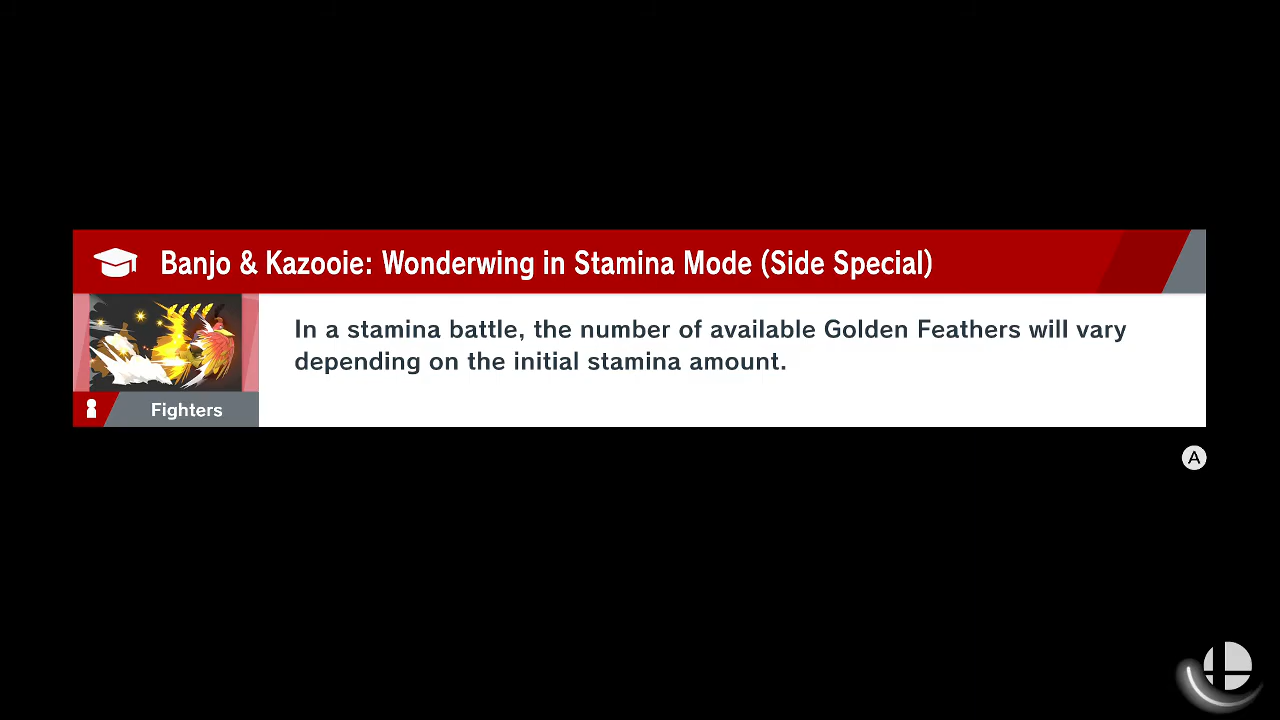 Banjo & Kazooie: Wonderwing in Stamina Mode (Side Special)
In a stamina battle, the number of available Golden Feathers will vary
depending on the initial stamina amount.
Fighters
A